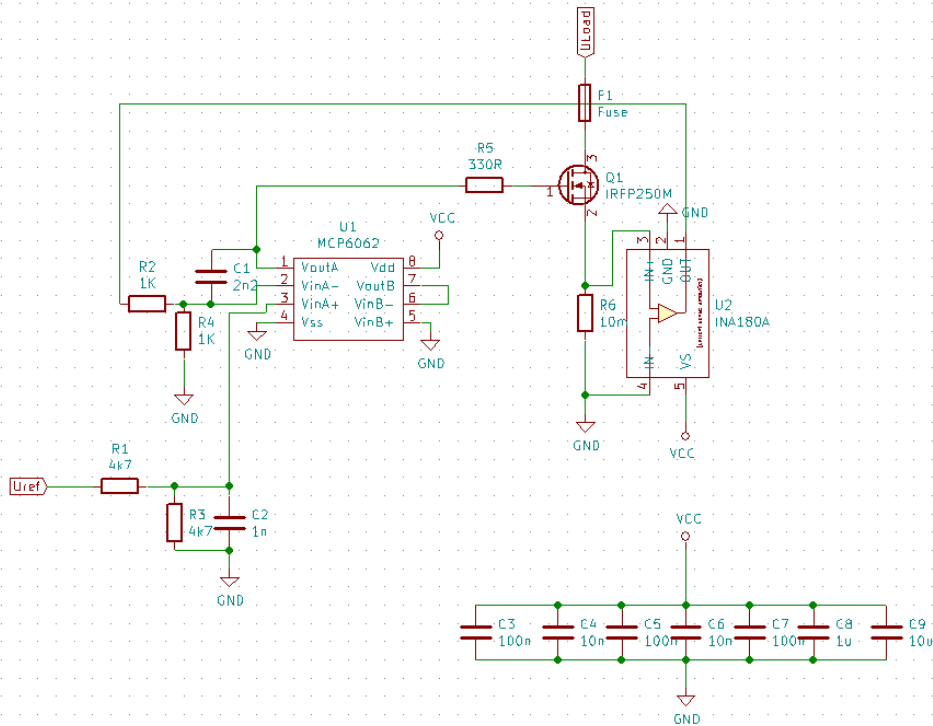 ULoad
F1
Fuse
R5
330R
3
1
Q1
IRFP250M
2
GND
U1
MCP6062
VCC
R2
1K
C1
2n2
1 VoutA Vdd 8
2 VinA- VoutB 7
3 VinA+ VinB- 6
4 Vss VinB+ 5
R4
1K
GND
GND
GND
3 2 1
IN+ GND OUT
R6
10m
U2
INA180A
IN VS
4 5
GND
VCC
R1
4k7
Uref
R3
4k7
C2
1n
GND
VCC
C3
100n
C4
10n
C5
100n
C6
10n
C7
100n
C8
1u
C9
10u
GND